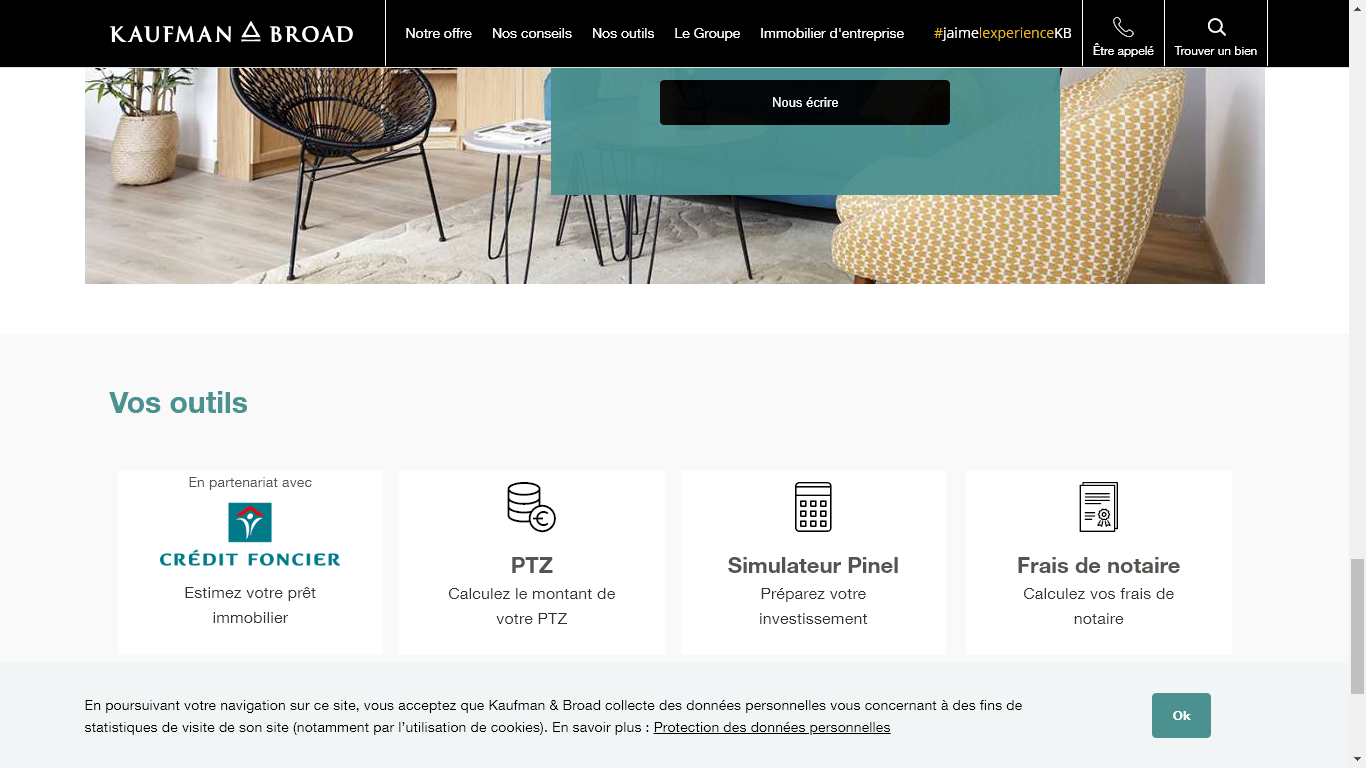 KAUFMAN BROAD
Notre offre
Nos conseils
Nos outils
Le Groupe
Immobilier d'entreprise
#jaimelexperienceKB
Être appelé
Trouver un bien
Nous écrire
Vos outils
En partenariat avec
CRÉDIT FONCIER
Estimez votre prêt
immobilier
PTZ
Calculez le montant de
votre PTZ
Simulateur Pinel
Préparez votre
investissement
Frais de notaire
Calculez vos frais de
notaire
En poursuivant votre navigation sur ce site, vous acceptez que Kaufman & Broad collecte des données personnelles vous concernant à des fins de
statistiques de visite de son site (notamment par l'utilisation de cookies). En savoir plus : Protection des données personnelles
Ok